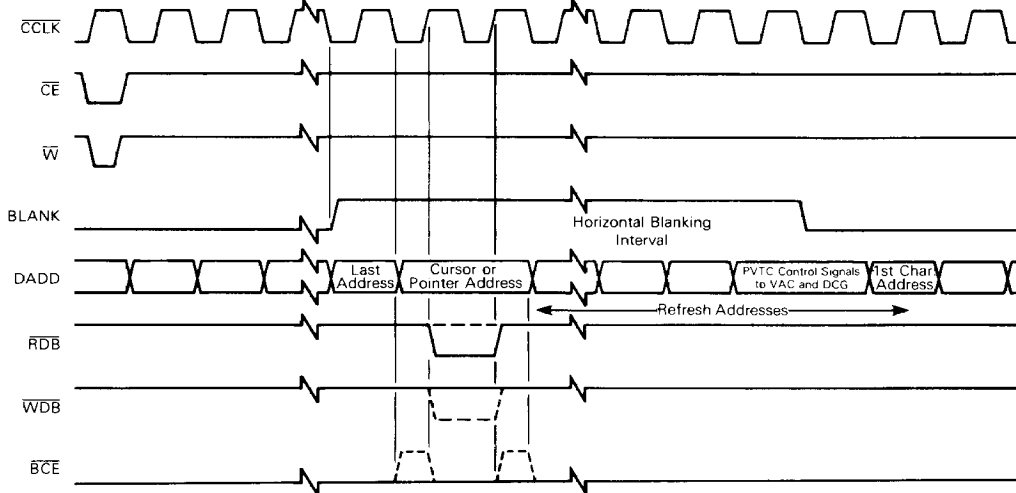 CCLK
CE
W
BLANK
Horizontal Blanking
Interval
DADD
Last
Address
Cursor or
Pointer Address
PVTC Control Signals
to VAC and DCG
1st Char
Address
Refresh Addresses
RDB
WDB
BCE